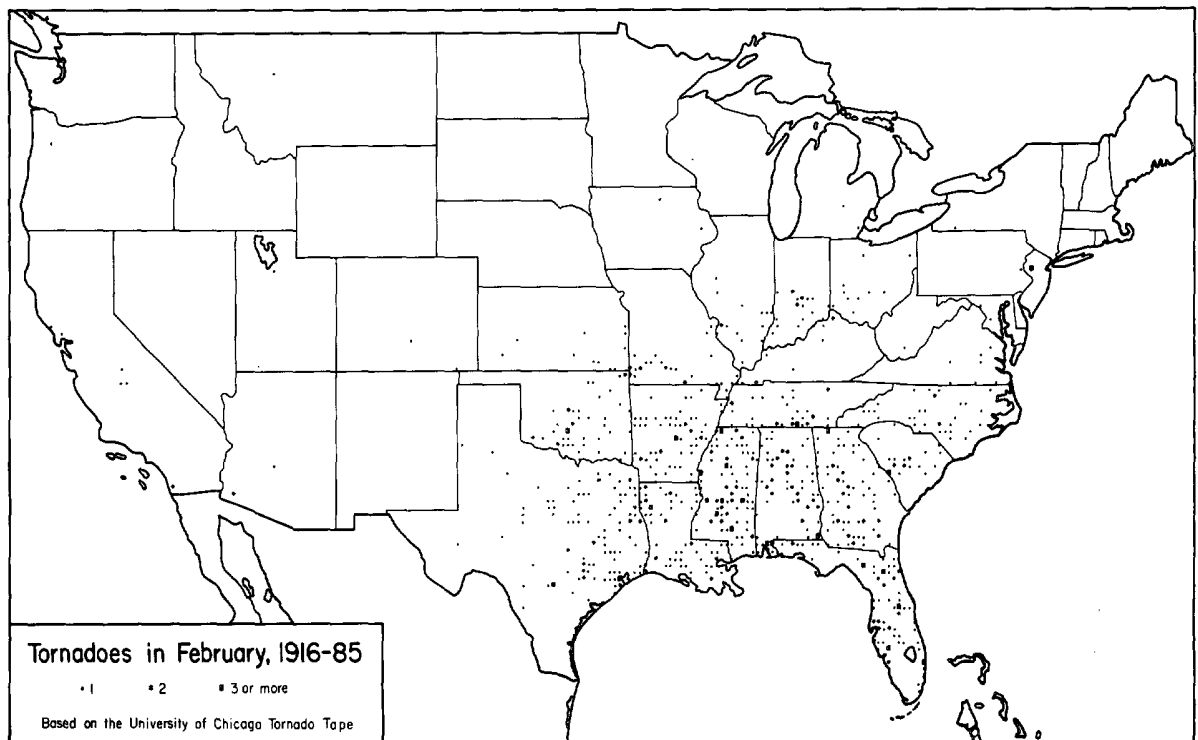 Tornadoes in February, 1916-85
• 1 ▪ 2 ■ 3 or more
Based on the University of Chicago Tornado Tape